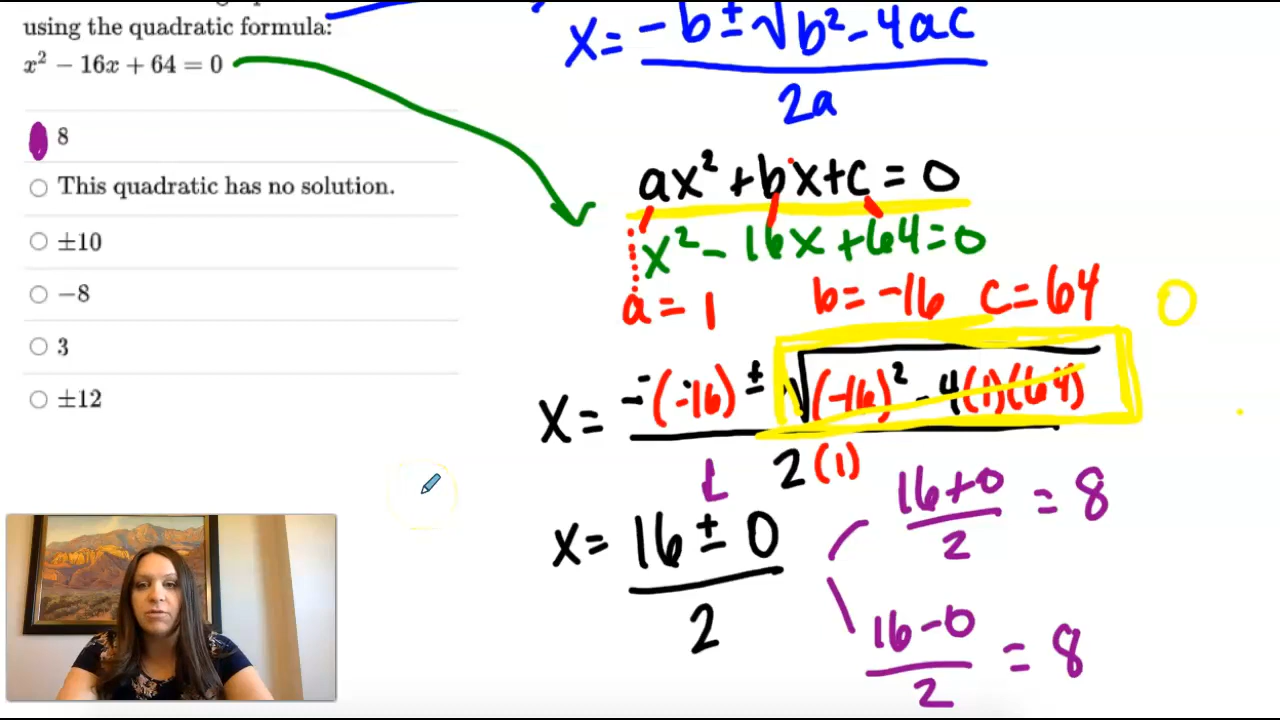 using the quadratic formula:
x² − 16x + 64 = 0
8
This quadratic has no solution.
±10
−8
3
±12
x = (-b ± √b² - 4ac) / 2a
ax² + bx + c = 0
x² - 16x + 64 = 0
a = 1 b = -16 c = 64
0
x = (-(-16) ± √(-16)² - 4(1)(64)) / 2(1)
x = (16 ± 0) / 2
(16 + 0) / 2 = 8
(16 - 0) / 2 = 8